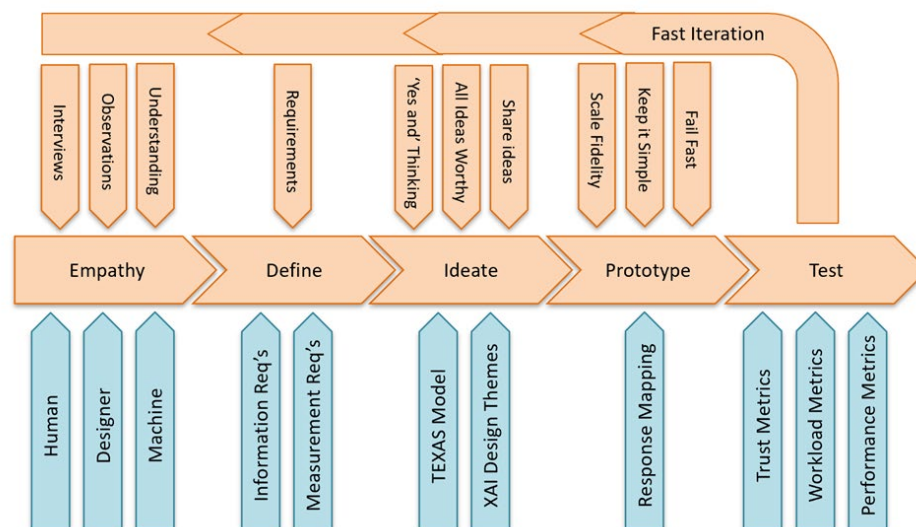 Fast Iteration
Interviews
Observations
Understanding
Requirements
'Yes and' Thinking
All Ideas Worthy
Share ideas
Scale Fidelity
Keep it Simple
Fail Fast
Empathy
Define
Ideate
Prototype
Test
Human
Designer
Machine
Information Req's
Measurement Req's
TEXAS Model
XAI Design Themes
Response Mapping
Trust Metrics
Workload Metrics
Performance Metrics